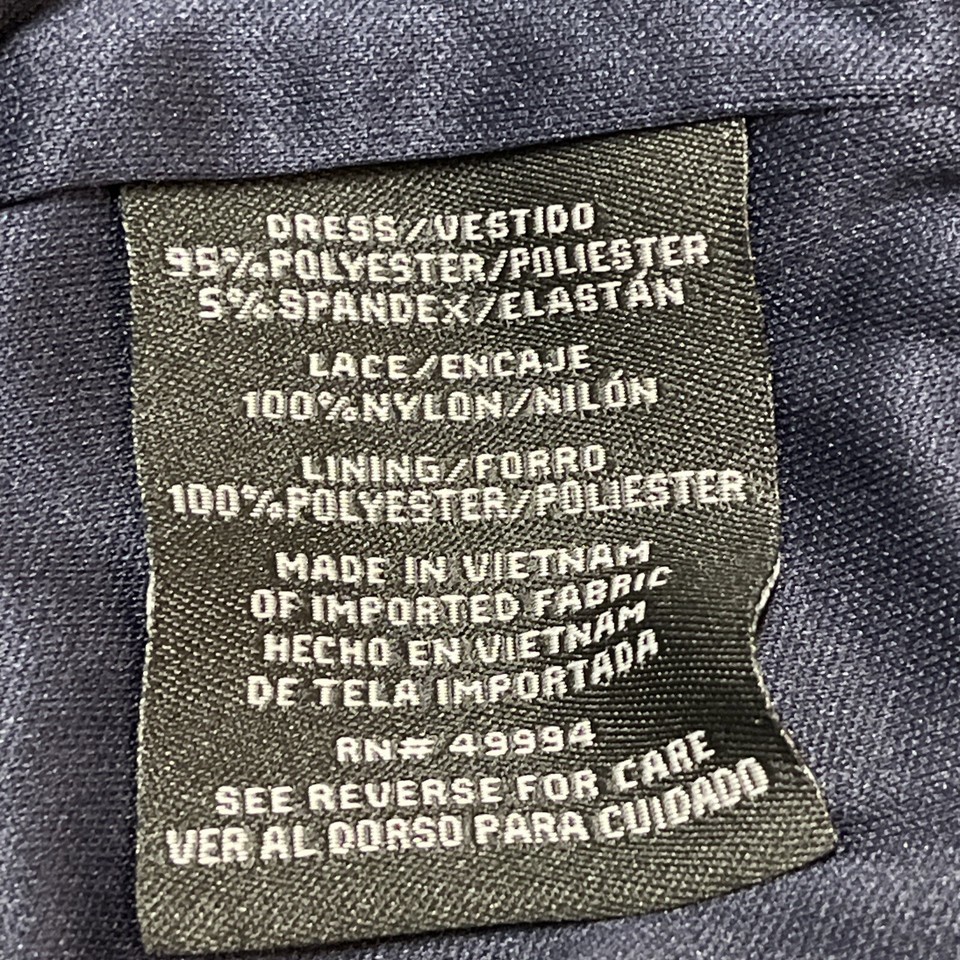 DRESS/VESTIDO
95%POLYESTER/POLIESTER
5%SPANDEX/ELASTÁN
LACE/ENCAJE
100%NYLON/NILÓN
LINING/FORRO
100%POLYESTER/POLIESTER
MADE IN VIETNAM
OF IMPORTED FABRIC
HECHO EN VIETNAM
DE TELA IMPORTADA
RN# 49994
SEE REVERSE FOR CARE
VER AL DORSO PARA CUIDADO